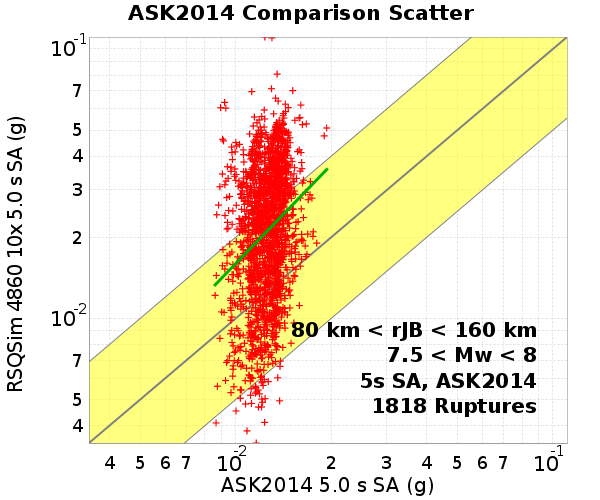 ASK2014 Comparison Scatter
RSQSim 4860 10x 5.0 s SA (g)
10⁻¹
7
5
4
3
2
10⁻²
7
5
4
80 km < rJB < 160 km
7.5 < Mw < 8
5s SA, ASK2014
1818 Ruptures
4 5 6 7 10⁻² 2 3 4 5 6 7 10⁻¹
ASK2014 5.0 s SA (g)